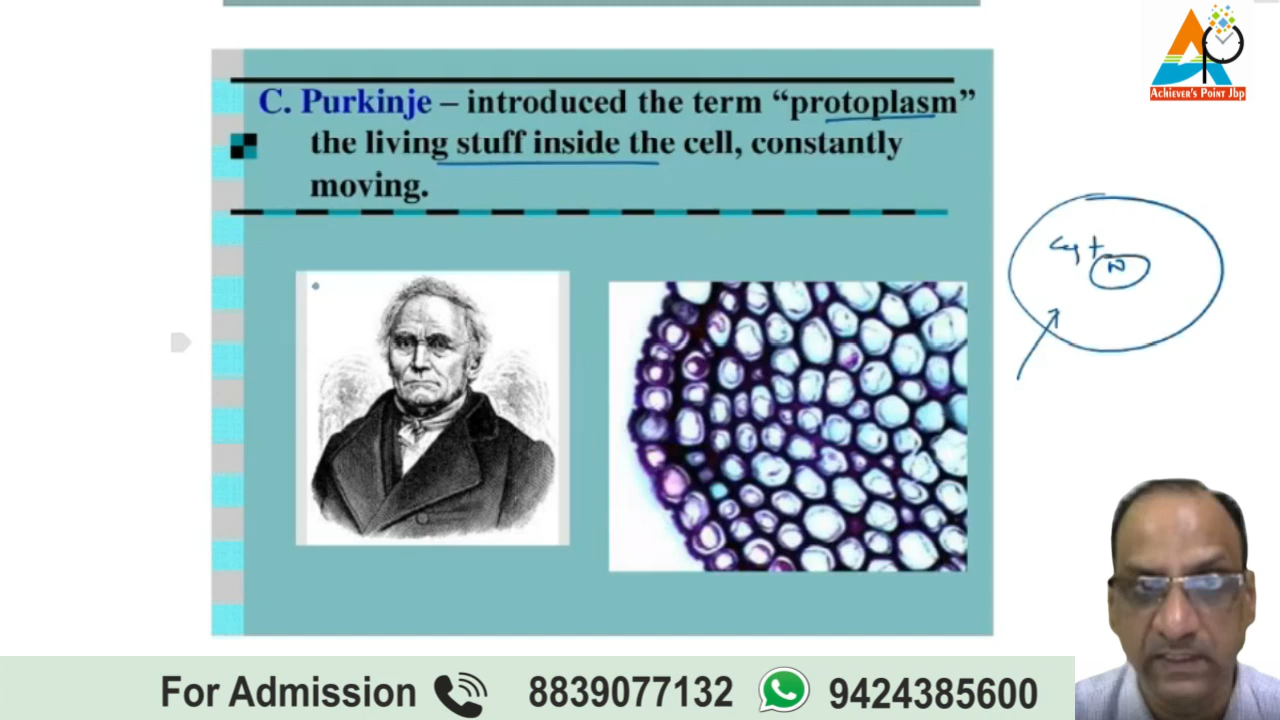 ACHIEVER'S POINT Jbp
C. Purkinje – introduced the term “protoplasm”
the living stuff inside the cell, constantly
moving.
Cyt
N
For Admission 8839077132 9424385600